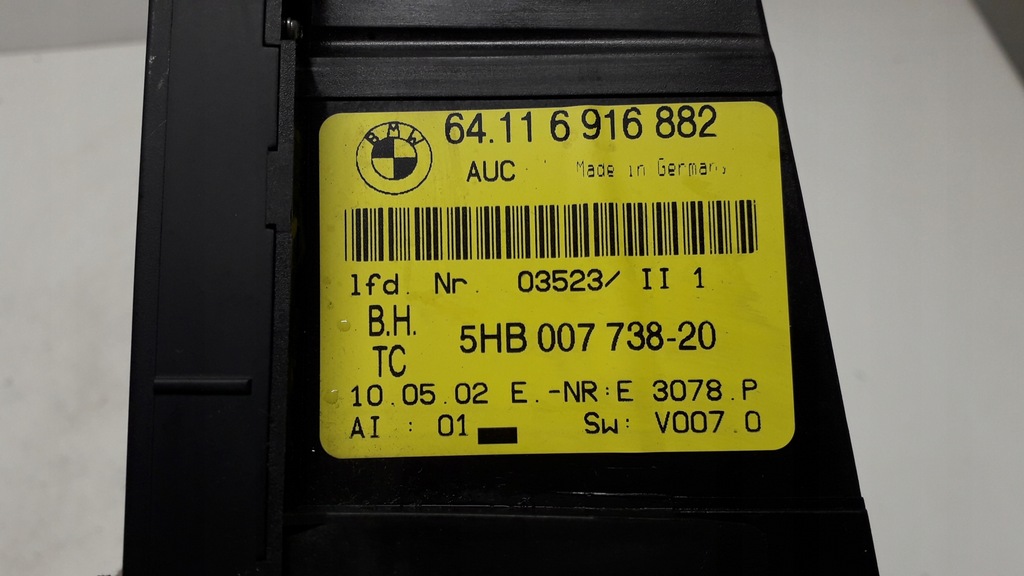 BMW
64.11 6 916 882
AUC Made in Germany
lfd. Nr. 03523/ II 1
B.H.
TC
5HB 007 738-20
10.05.02 E.-NR:E 3078.P
AI : 01 Sw: V007.0